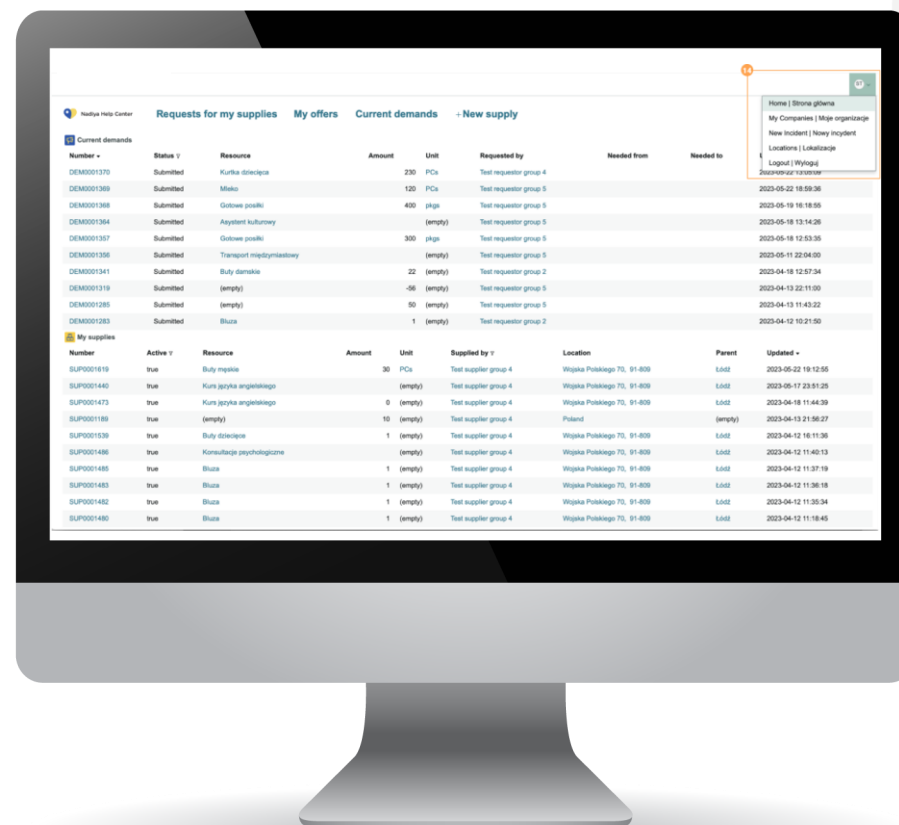 14
Home | Strona główna
My Companies | Moje organizacje
New Incident | Nowy incydent
Locations | Lokalizacje
Logout | Wyloguj
Nadiya Help Center Requests for my supplies My offers Current demands + New supply
Current demands
Number Status Resource Amount Unit Requested by Needed from Needed to
DEM0001370 Submitted Kurtka dziecięca 230 PCs Test requestor group 4 2023-05-22 13:05:09
DEM0001369 Submitted Mleko 120 PCs Test requestor group 5 2023-05-22 18:59:36
DEM0001368 Submitted Gotowe posiłki 400 pkgs Test requestor group 5 2023-05-19 16:18:55
DEM0001364 Submitted Asystent kulturowy (empty) Test requestor group 5 2023-05-18 13:14:26
DEM0001357 Submitted Gotowe posiłki 300 pkgs Test requestor group 5 2023-05-18 12:53:35
DEM0001356 Submitted Transport międzymiastowy (empty) Test requestor group 5 2023-05-11 22:04:00
DEM0001341 Submitted Buty damskie 22 (empty) Test requestor group 2 2023-04-18 12:57:34
DEM0001319 Submitted (empty) -56 (empty) Test requestor group 5 2023-04-13 22:11:00
DEM0001285 Submitted (empty) 50 (empty) Test requestor group 5 2023-04-13 11:43:22
DEM0001283 Submitted Bluza 1 (empty) Test requestor group 2 2023-04-12 10:21:50
My supplies
Number Active Resource Amount Unit Supplied by Location Parent Updated
SUP0001619 true Buty męskie 30 PCs Test supplier group 4 Wojska Polskiego 70, 91-809 Łódź 2023-05-22 19:12:55
SUP0001440 true Kurs języka angielskiego (empty) Test supplier group 4 Wojska Polskiego 70, 91-809 Łódź 2023-05-17 23:51:25
SUP0001473 true Kurs języka angielskiego 0 (empty) Test supplier group 4 Wojska Polskiego 70, 91-809 Łódź 2023-04-18 11:44:39
SUP0001189 true (empty) 10 (empty) Test supplier group 4 Poland (empty) 2023-04-13 21:56:27
SUP0001539 true Buty dziecięce 1 (empty) Test supplier group 4 Wojska Polskiego 70, 91-809 Łódź 2023-04-12 16:11:36
SUP0001486 true Konsultacje psychologiczne (empty) Test supplier group 4 Wojska Polskiego 70, 91-809 Łódź 2023-04-12 11:40:13
SUP0001485 true Bluza 1 (empty) Test supplier group 4 Wojska Polskiego 70, 91-809 Łódź 2023-04-12 11:37:19
SUP0001483 true Bluza 1 (empty) Test supplier group 4 Wojska Polskiego 70, 91-809 Łódź 2023-04-12 11:36:18
SUP0001482 true Bluza 1 (empty) Test supplier group 4 Wojska Polskiego 70, 91-809 Łódź 2023-04-12 11:35:34
SUP0001480 true Bluza 1 (empty) Test supplier group 4 Wojska Polskiego 70, 91-809 Łódź 2023-04-12 11:18:45